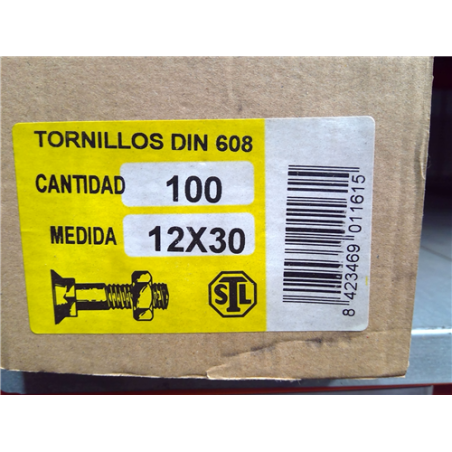 TORNILLOS DIN 608
CANTIDAD 100
MEDIDA 12X30
STL
8 423469 011615